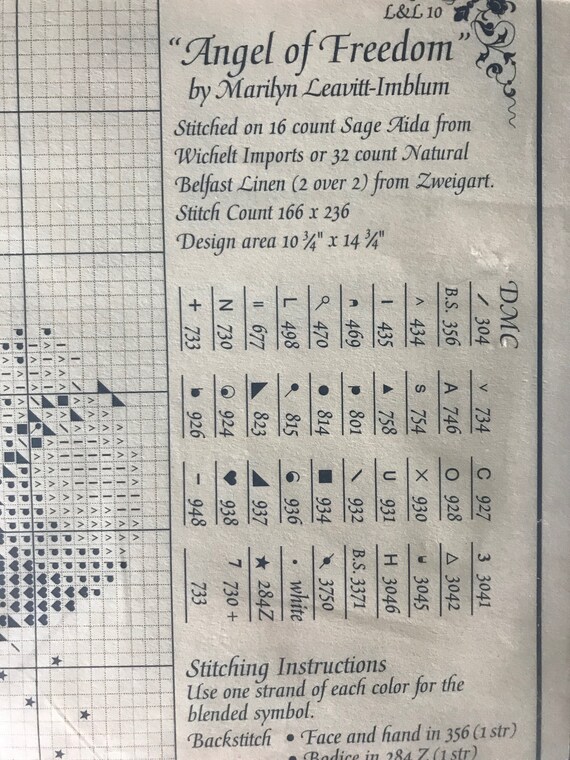 L&L 10
"Angel of Freedom"
by Marilyn Leavitt-Imblum
Stitched on 16 count Sage Aida from
Wichelt Imports or 32 count Natural
Belfast Linen (2 over 2) from Zweigart.
Stitch Count 166 x 236
Design area 10 ¾" x 14 ¾"
DMC
/ 304 v 734 C 927 3 3041
B.S. 356 A 746 O 928 △ 3042
^ 434 S 754 X 930 3045
I 435 ▲ 758 U 931 H 3046
469 P 801 \ 932 B.S. 3371
470 ● 814 ■ 934 3750
L 498 815 936 • white
= 677 ◣ 823 ◢ 937 ★ 284Z
N 730 924 ♥ 938 7 730 +
+ 733 926 – 948 733
Stitching Instructions
Use one strand of each color for the
blended symbol.
Backstitch • Face and hand in 356 (1 str)
• Bodice in 284 Z (1 str)